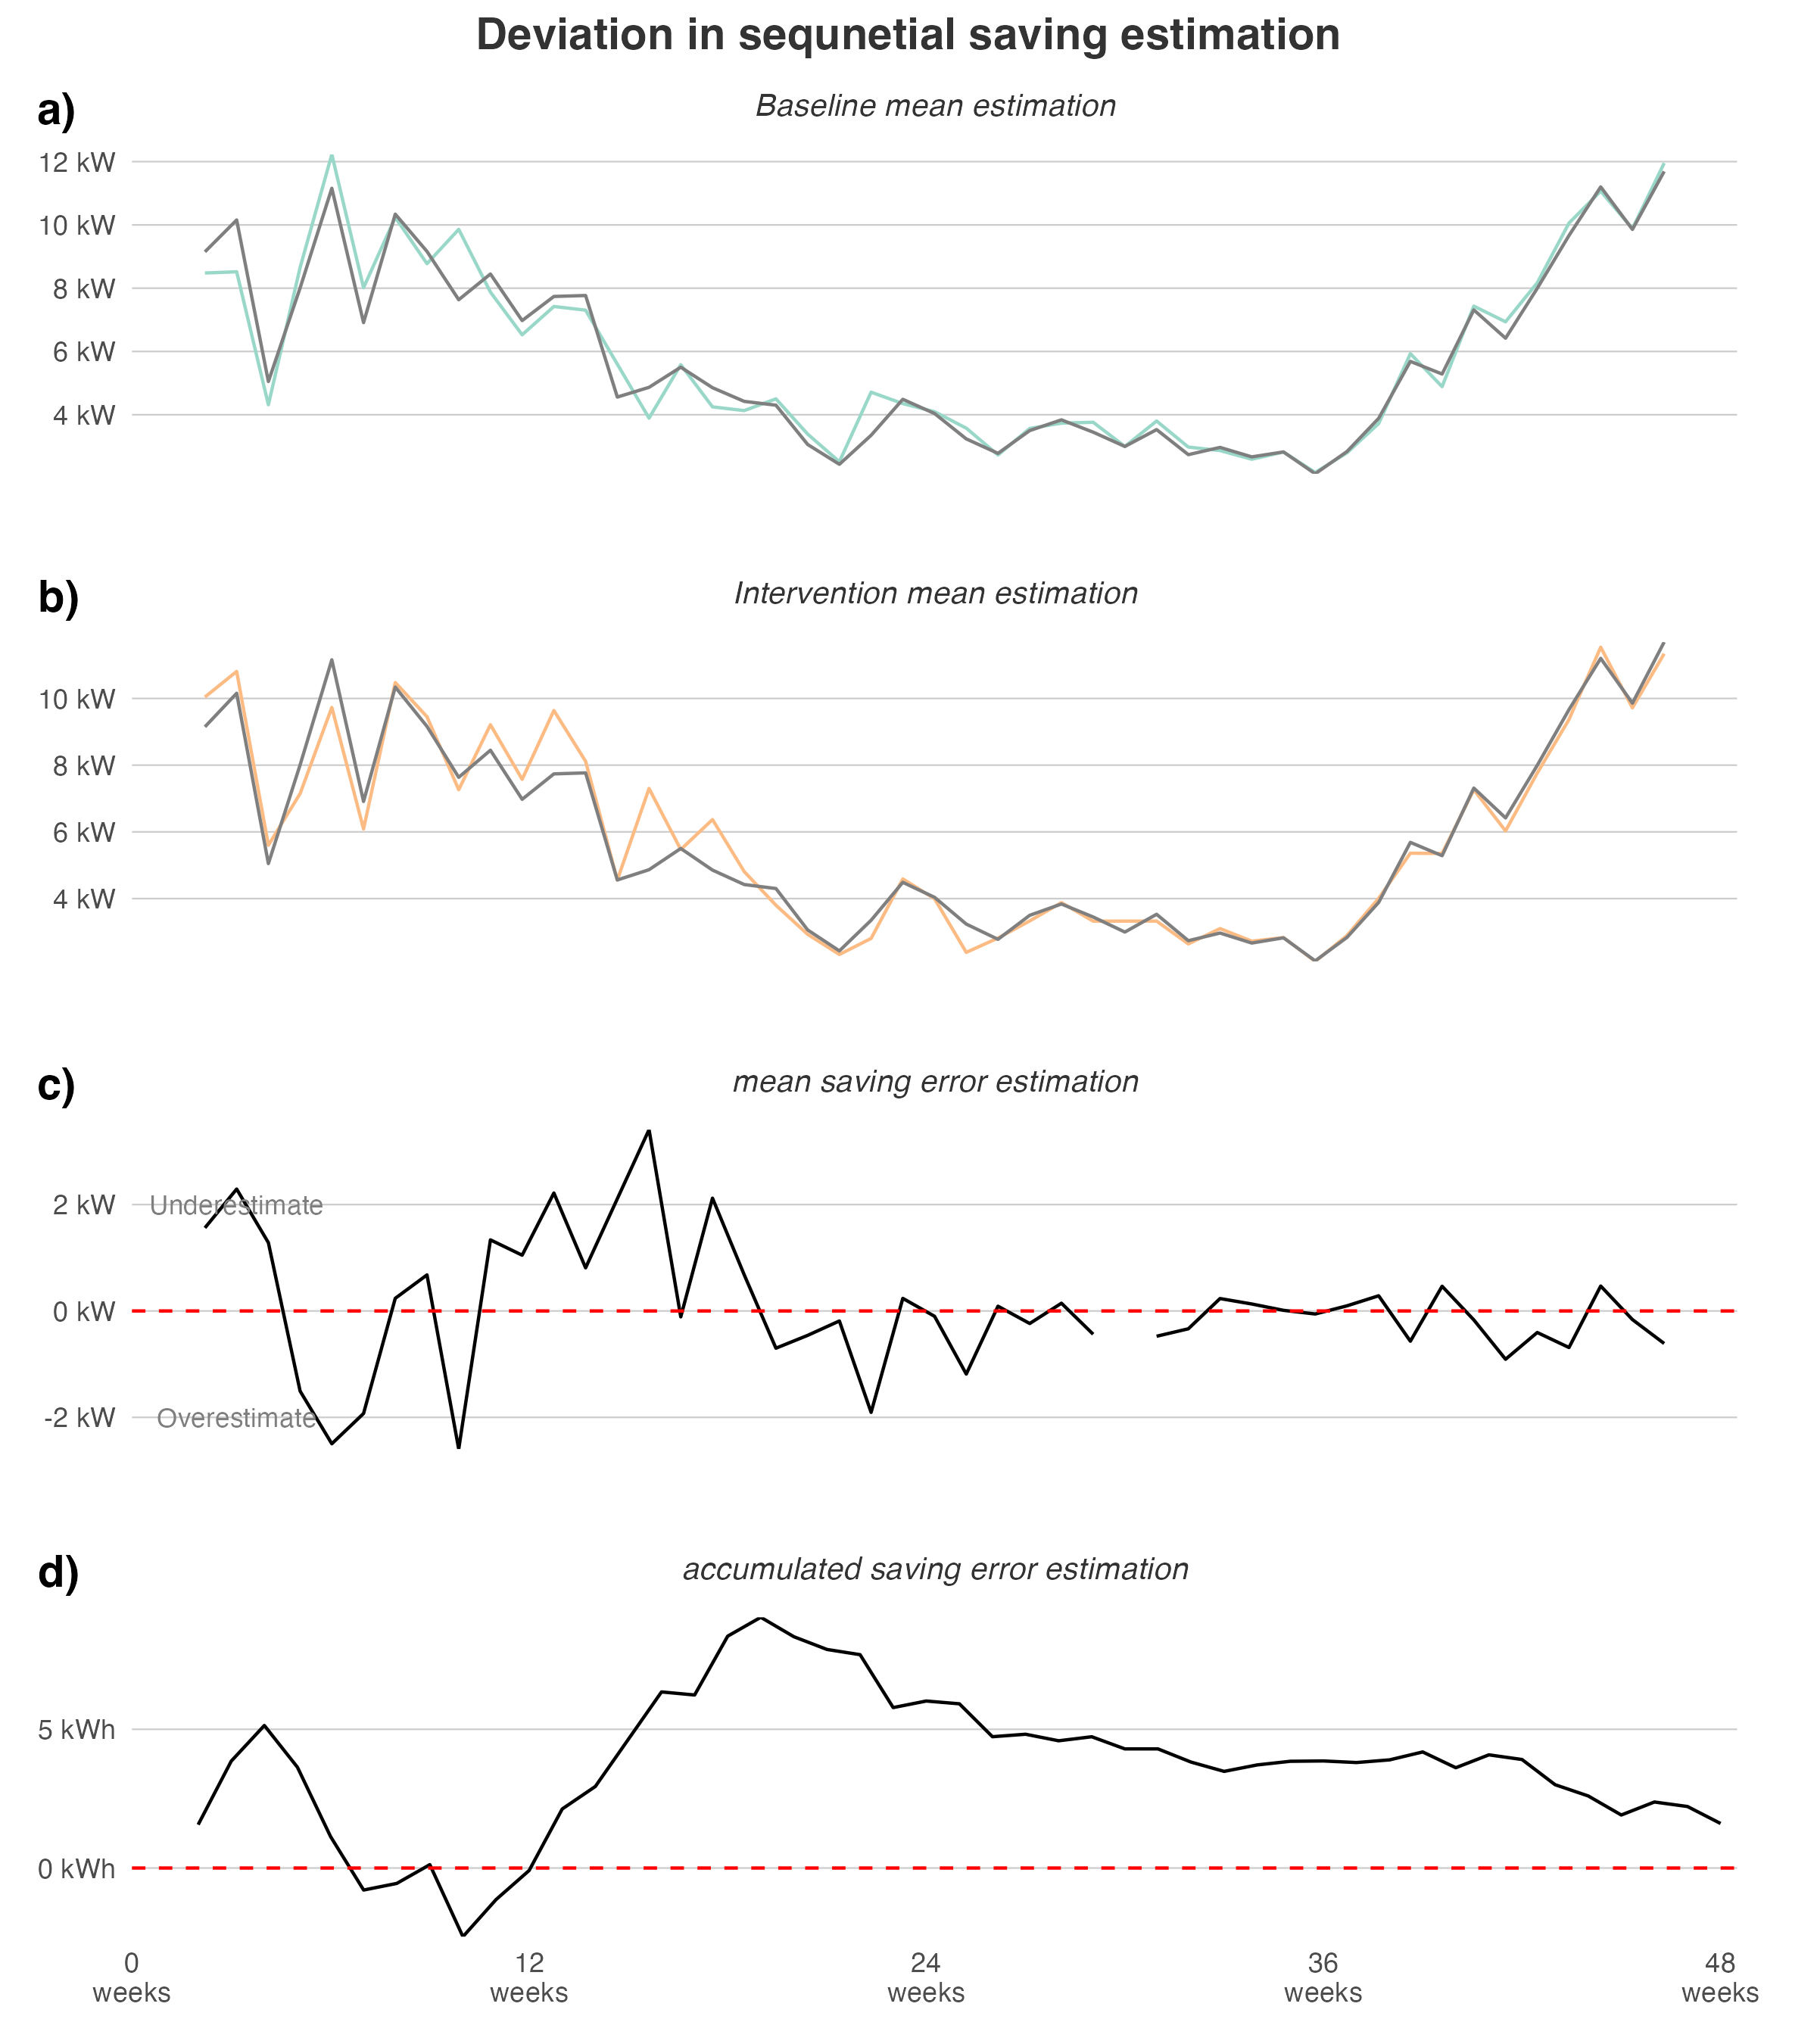 Deviation in sequnetial saving estimation
a)
Baseline mean estimation
12 kW
10 kW
8 kW
6 kW
4 kW
b)
Intervention mean estimation
10 kW
8 kW
6 kW
4 kW
c)
mean saving error estimation
2 kW
Underestimate
0 kW
-2 kW
Overestimate
d)
accumulated saving error estimation
5 kWh
0 kWh
0 12 24 36 48
weeks weeks weeks weeks weeks